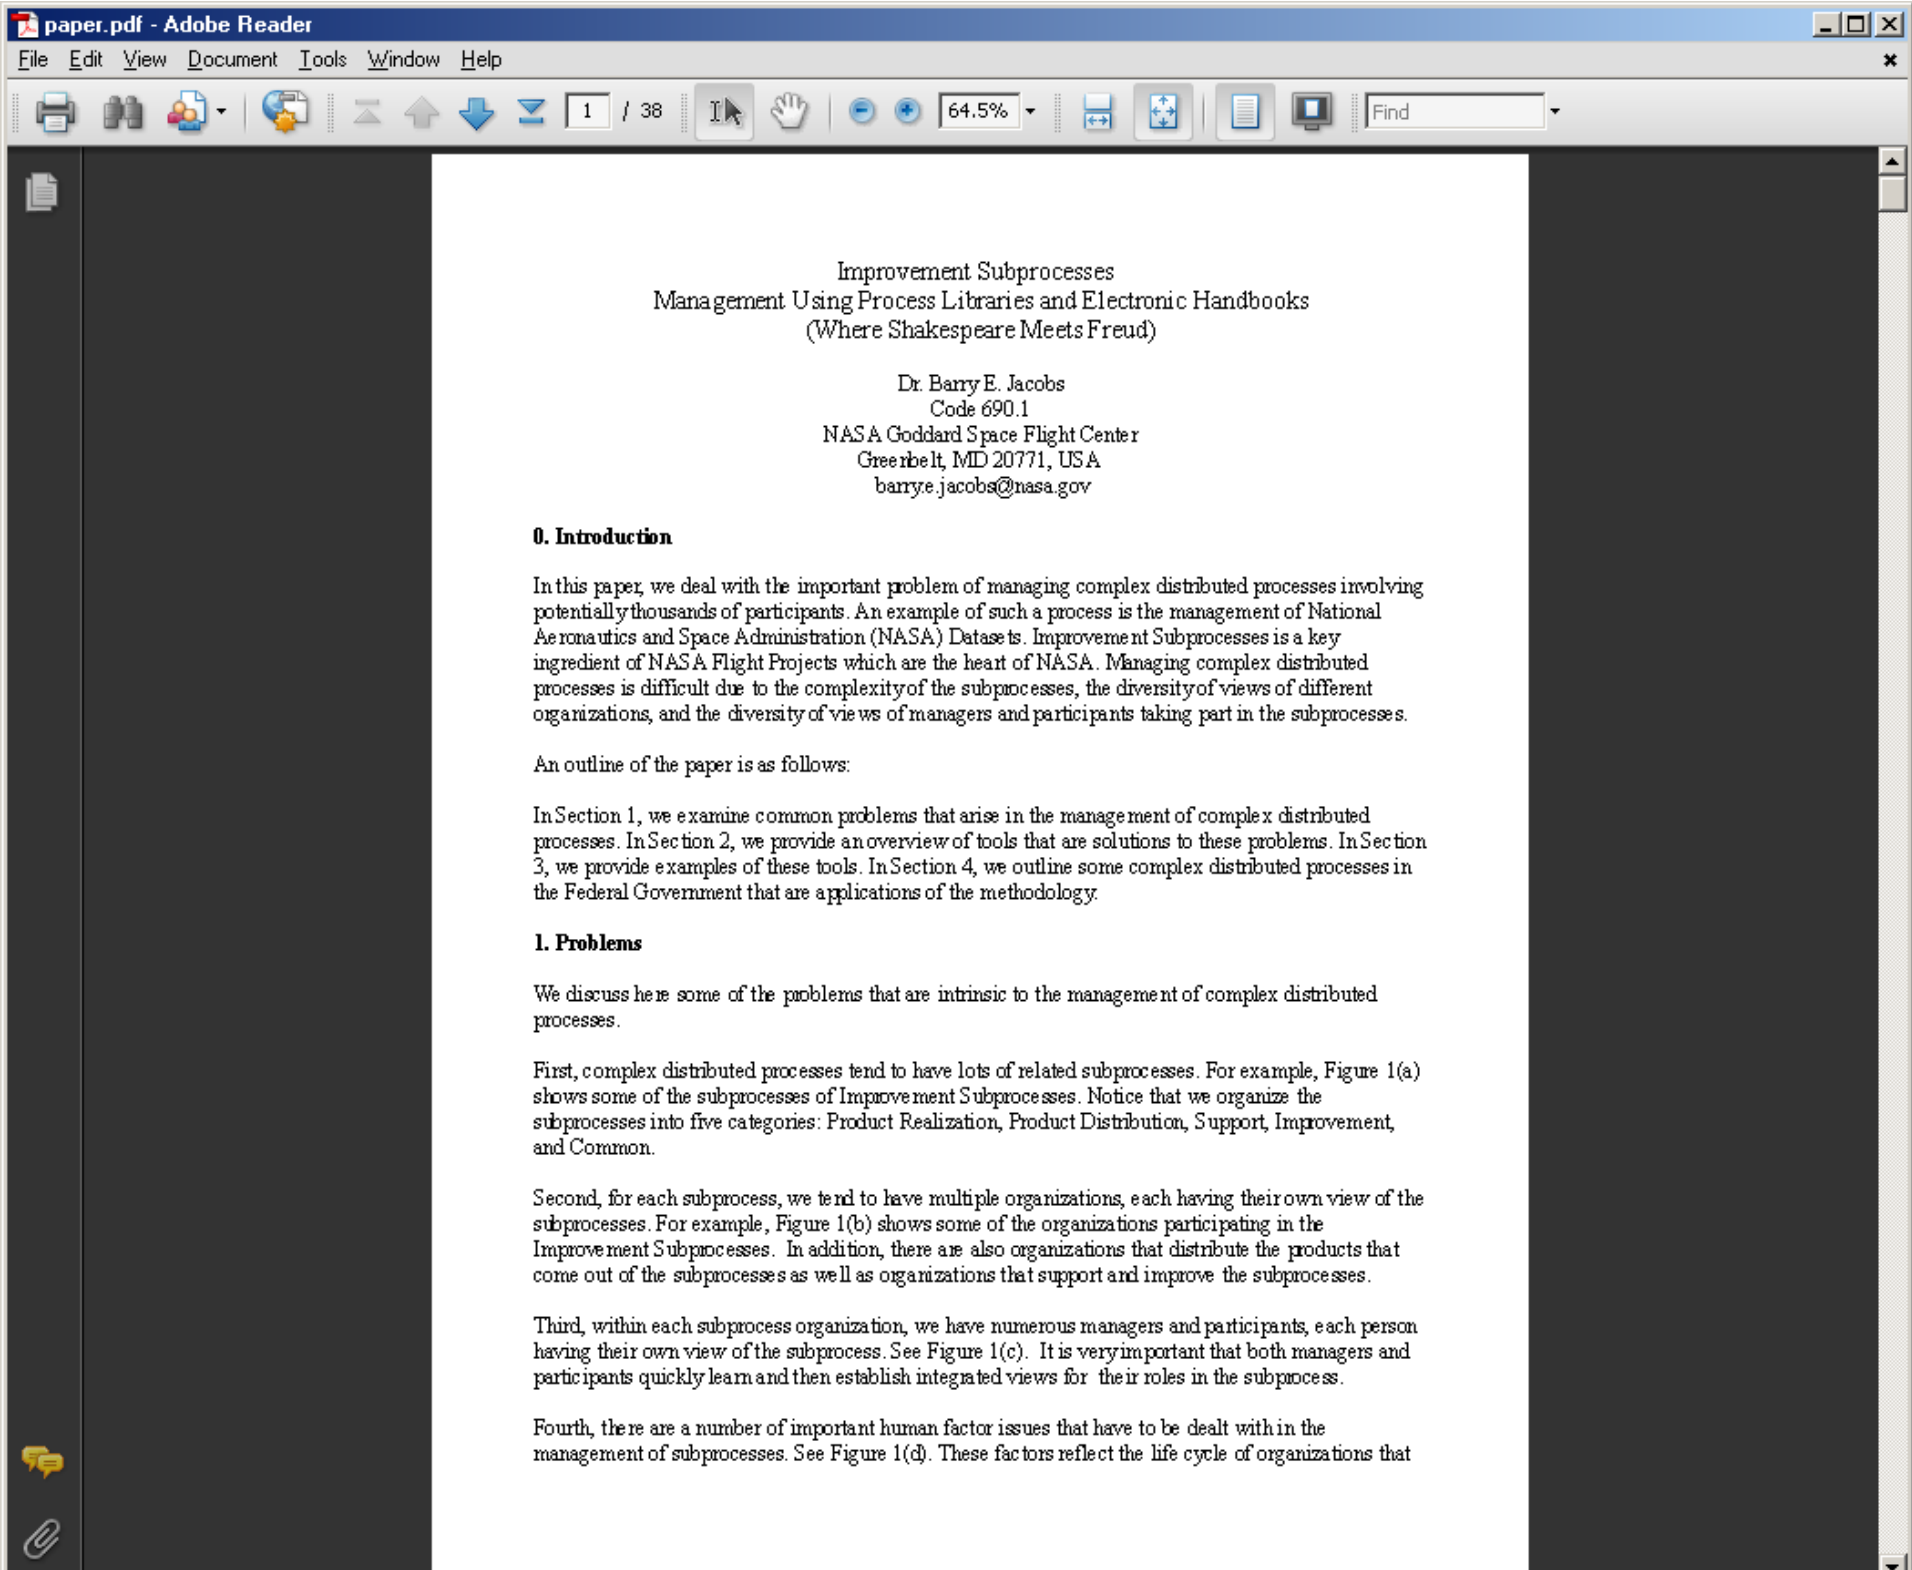 paper.pdf - Adobe Reader
File Edit View Document Tools Window Help
1 / 38 64.5% Find
Improvement Subprocesses
Management Using Process Libraries and Electronic Handbooks
(Where Shakespeare Meets Freud)
Dr. Barry E. Jacobs
Code 690.1
NASA Goddard Space Flight Center
Greenbelt, MD 20771, USA
barry.e.jacobs@nasa.gov
0. Introduction
In this paper, we deal with the important problem of managing complex distributed processes involving
potentially thousands of participants. An example of such a process is the management of National
Aeronautics and Space Administration (NASA) Datasets. Improvement Subprocesses is a key
ingredient of NASA Flight Projects which are the heart of NASA. Managing complex distributed
processes is difficult due to the complexity of the subprocesses, the diversity of views of different
organizations, and the diversity of views of managers and participants taking part in the subprocesses.
An outline of the paper is as follows:
In Section 1, we examine common problems that arise in the management of complex distributed
processes. In Section 2, we provide an overview of tools that are solutions to these problems. In Section
3, we provide examples of these tools. In Section 4, we outline some complex distributed processes in
the Federal Government that are applications of the methodology.
1. Problems
We discuss here some of the problems that are intrinsic to the management of complex distributed
processes.
First, complex distributed processes tend to have lots of related subprocesses. For example, Figure 1(a)
shows some of the subprocesses of Improvement Subprocesses. Notice that we organize the
subprocesses into five categories: Product Realization, Product Distribution, Support, Improvement,
and Common.
Second, for each subprocess, we tend to have multiple organizations, each having their own view of the
subprocesses. For example, Figure 1(b) shows some of the organizations participating in the
Improvement Subprocesses. In addition, there are also organizations that distribute the products that
come out of the subprocesses as well as organizations that support and improve the subprocesses.
Third, within each subprocess organization, we have numerous managers and participants, each person
having their own view of the subprocess. See Figure 1(c). It is very important that both managers and
participants quickly learn and then establish integrated views for their roles in the subprocess.
Fourth, there are a number of important human factor issues that have to be dealt with in the
management of subprocesses. See Figure 1(d). These factors reflect the life cycle of organizations that